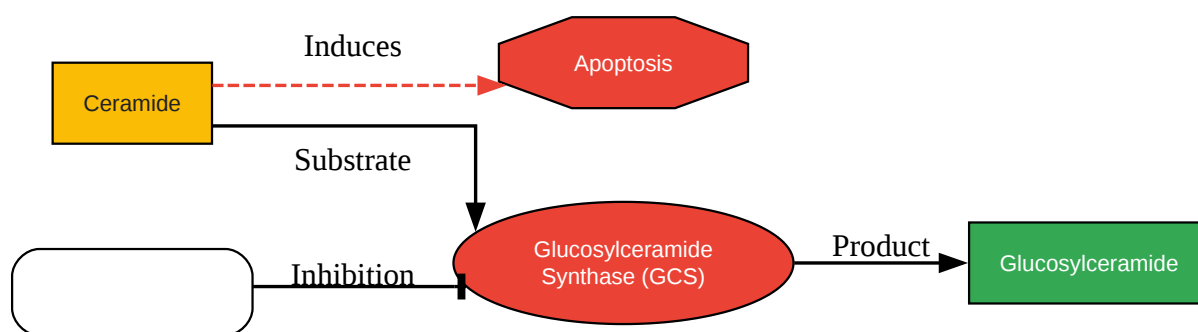 Induces
Apoptosis
Ceramide
Substrate
Glucosylceramide
Synthase (GCS)
Product
Glucosylceramide
Inhibition